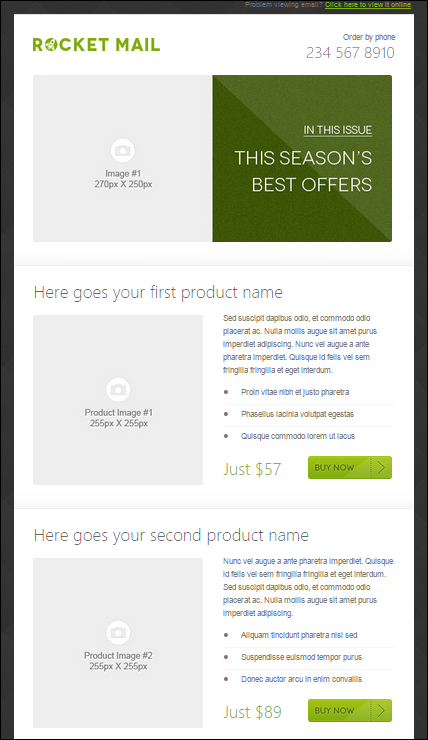 Problem viewing email? Click here to view it online
ROCKET MAIL
Order by phone
234 567 8910
Image #1
270px X 250px
IN THIS ISSUE
THIS SEASON'S
BEST OFFERS
Here goes your first product name
Product Image #1
255px X 255px
Sed suscipit dapibus odio, et commodo odio
placerat ac. Nulla mollis augue sit amet purus
imperdiet adipiscing. Nunc vel augue a ante
pharetra imperdiet. Quisque id felis vel sem
fringilla fringilla et eget interdum.
Proin vitae nibh et justo pharetra
Phasellus lacinia volutpat egestas
Quisque commodo lorem ut lacus
Just $57
BUY NOW
Here goes your second product name
Product Image #2
255px X 255px
Nunc vel augue a ante pharetra imperdiet. Quisque
id felis vel sem fringilla fringilla et eget interdum.
Sed suscipit dapibus odio, et commodo odio
placerat ac. Nulla mollis augue sit amet purus
imperdiet adipiscing.
Aliquam tincidunt pharetra nisl sed
Suspendisse euismod tempor purus
Donec auctor arcu in enim convallis
Just $89
BUY NOW